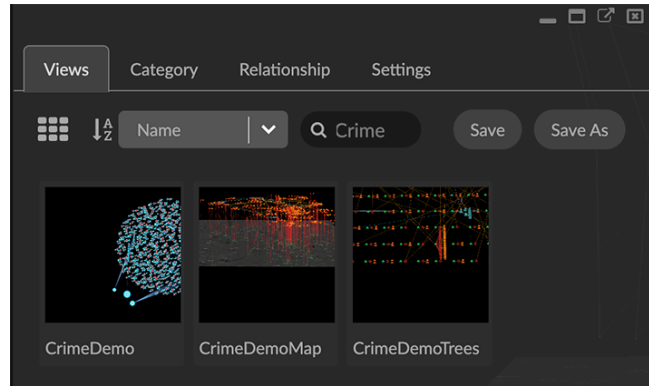 Views Category Relationship Settings
A Z Name Crime Save Save As
CrimeDemo CrimeDemoMap CrimeDemoTrees